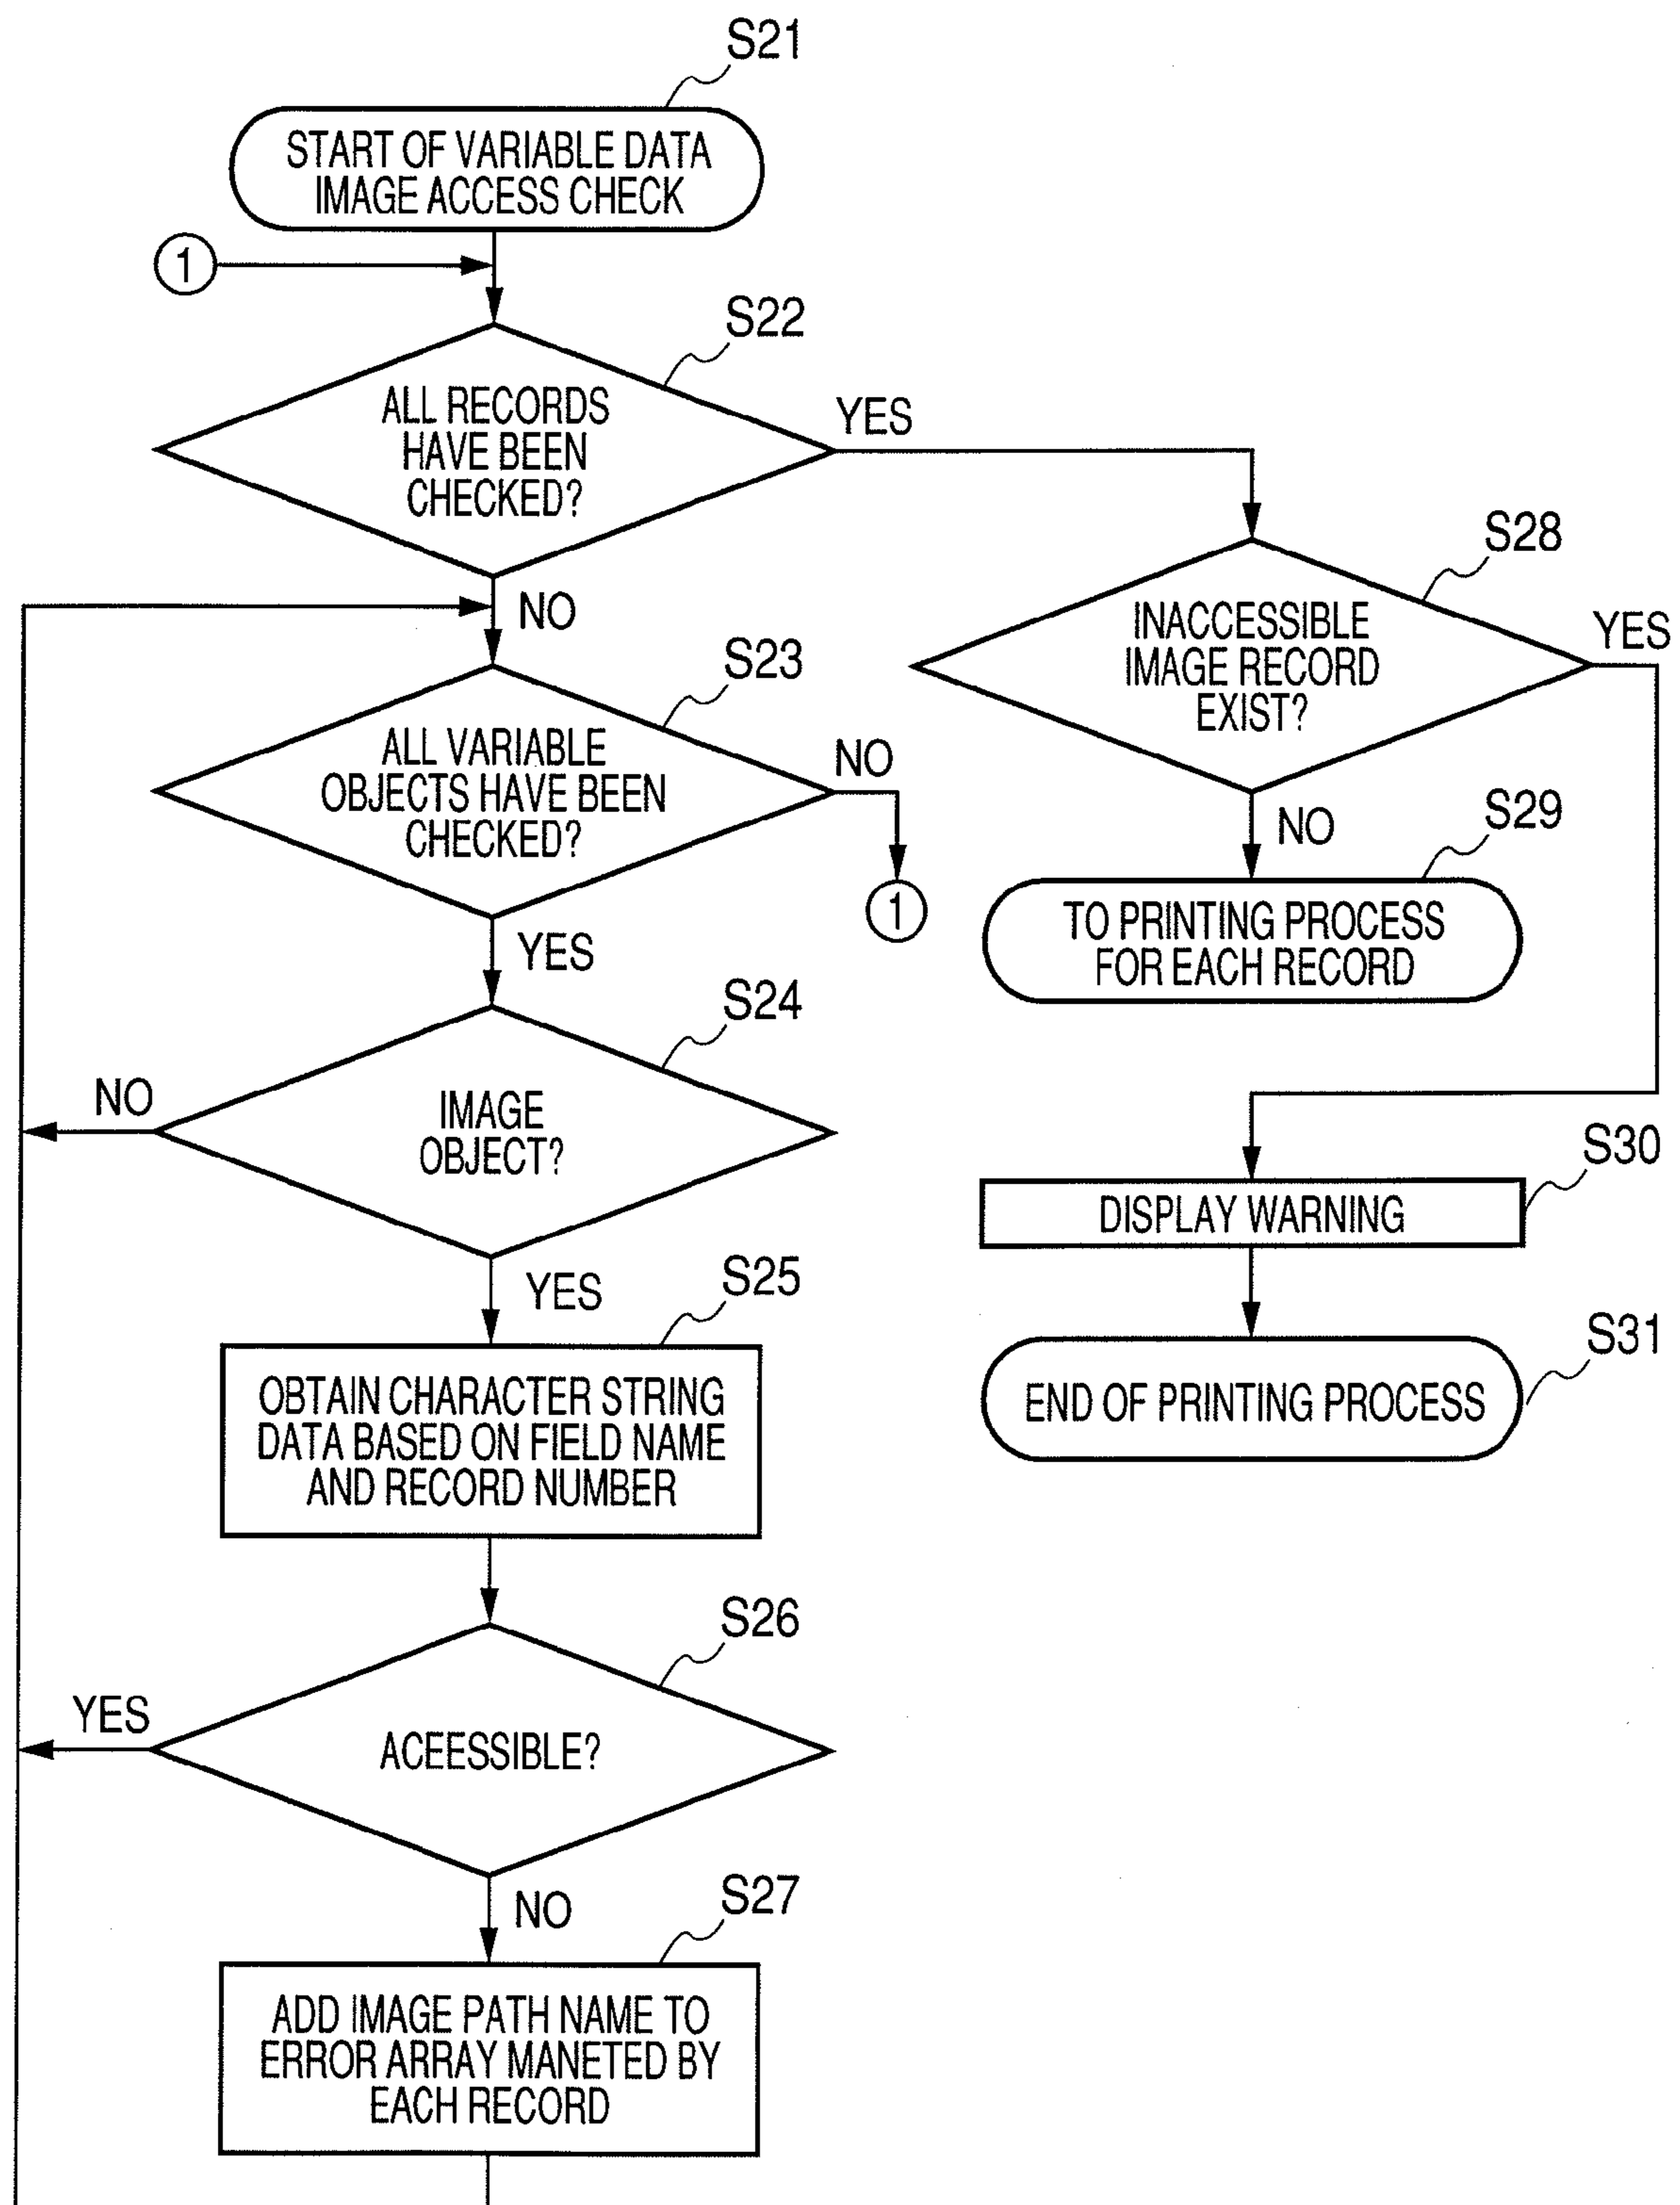 S21
START OF VARIABLE DATA
IMAGE ACCESS CHECK
1
S22
ALL RECORDS
HAVE BEEN
CHECKED?
YES
NO
S23
ALL VARIABLE
OBJECTS HAVE BEEN
CHECKED?
NO
1
YES
S24
IMAGE
OBJECT?
NO
YES
S25
OBTAIN CHARACTER STRING
DATA BASED ON FIELD NAME
AND RECORD NUMBER
S26
ACEESSIBLE?
YES
NO
S27
ADD IMAGE PATH NAME TO
ERROR ARRAY MANETED BY
EACH RECORD
S28
INACCESSIBLE
IMAGE RECORD
EXIST?
YES
NO
S29
TO PRINTING PROCESS
FOR EACH RECORD
S30
DISPLAY WARNING
S31
END OF PRINTING PROCESS